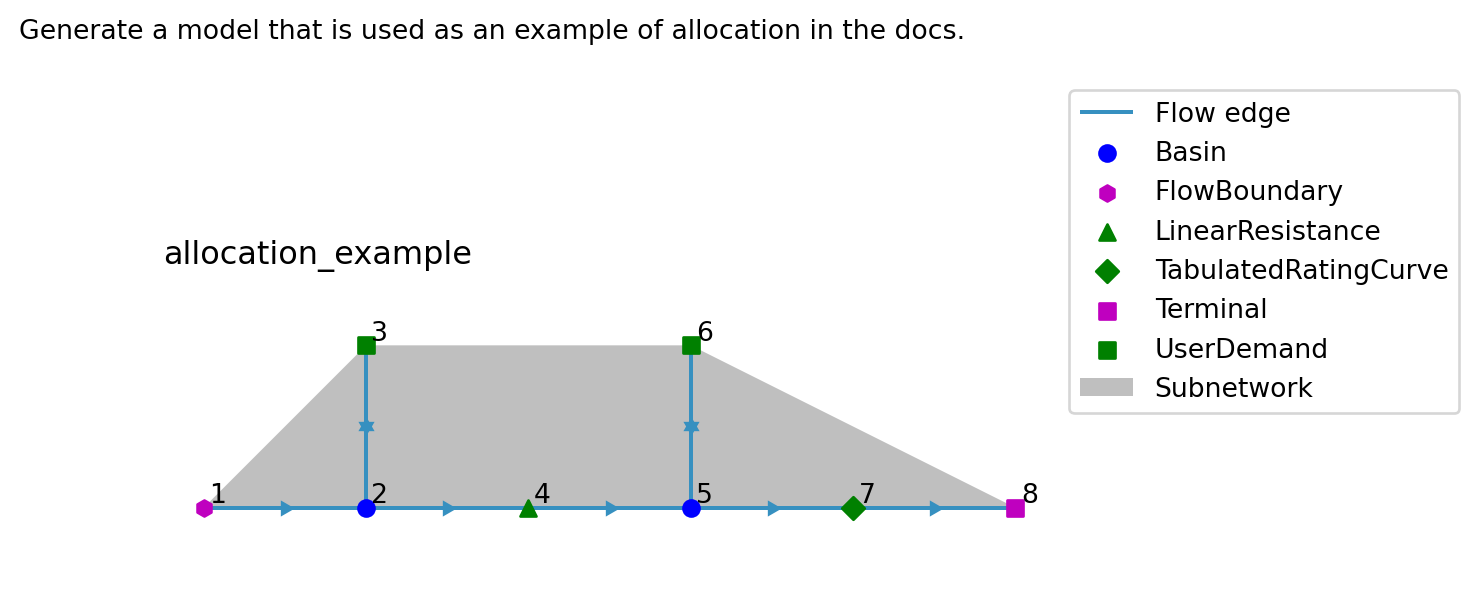 Generate a model that is used as an example of allocation in the docs.
Flow edge
Basin
FlowBoundary
LinearResistance
TabulatedRatingCurve
Terminal
UserDemand
Subnetwork
allocation_example
3
6
1
2
4
5
7
8